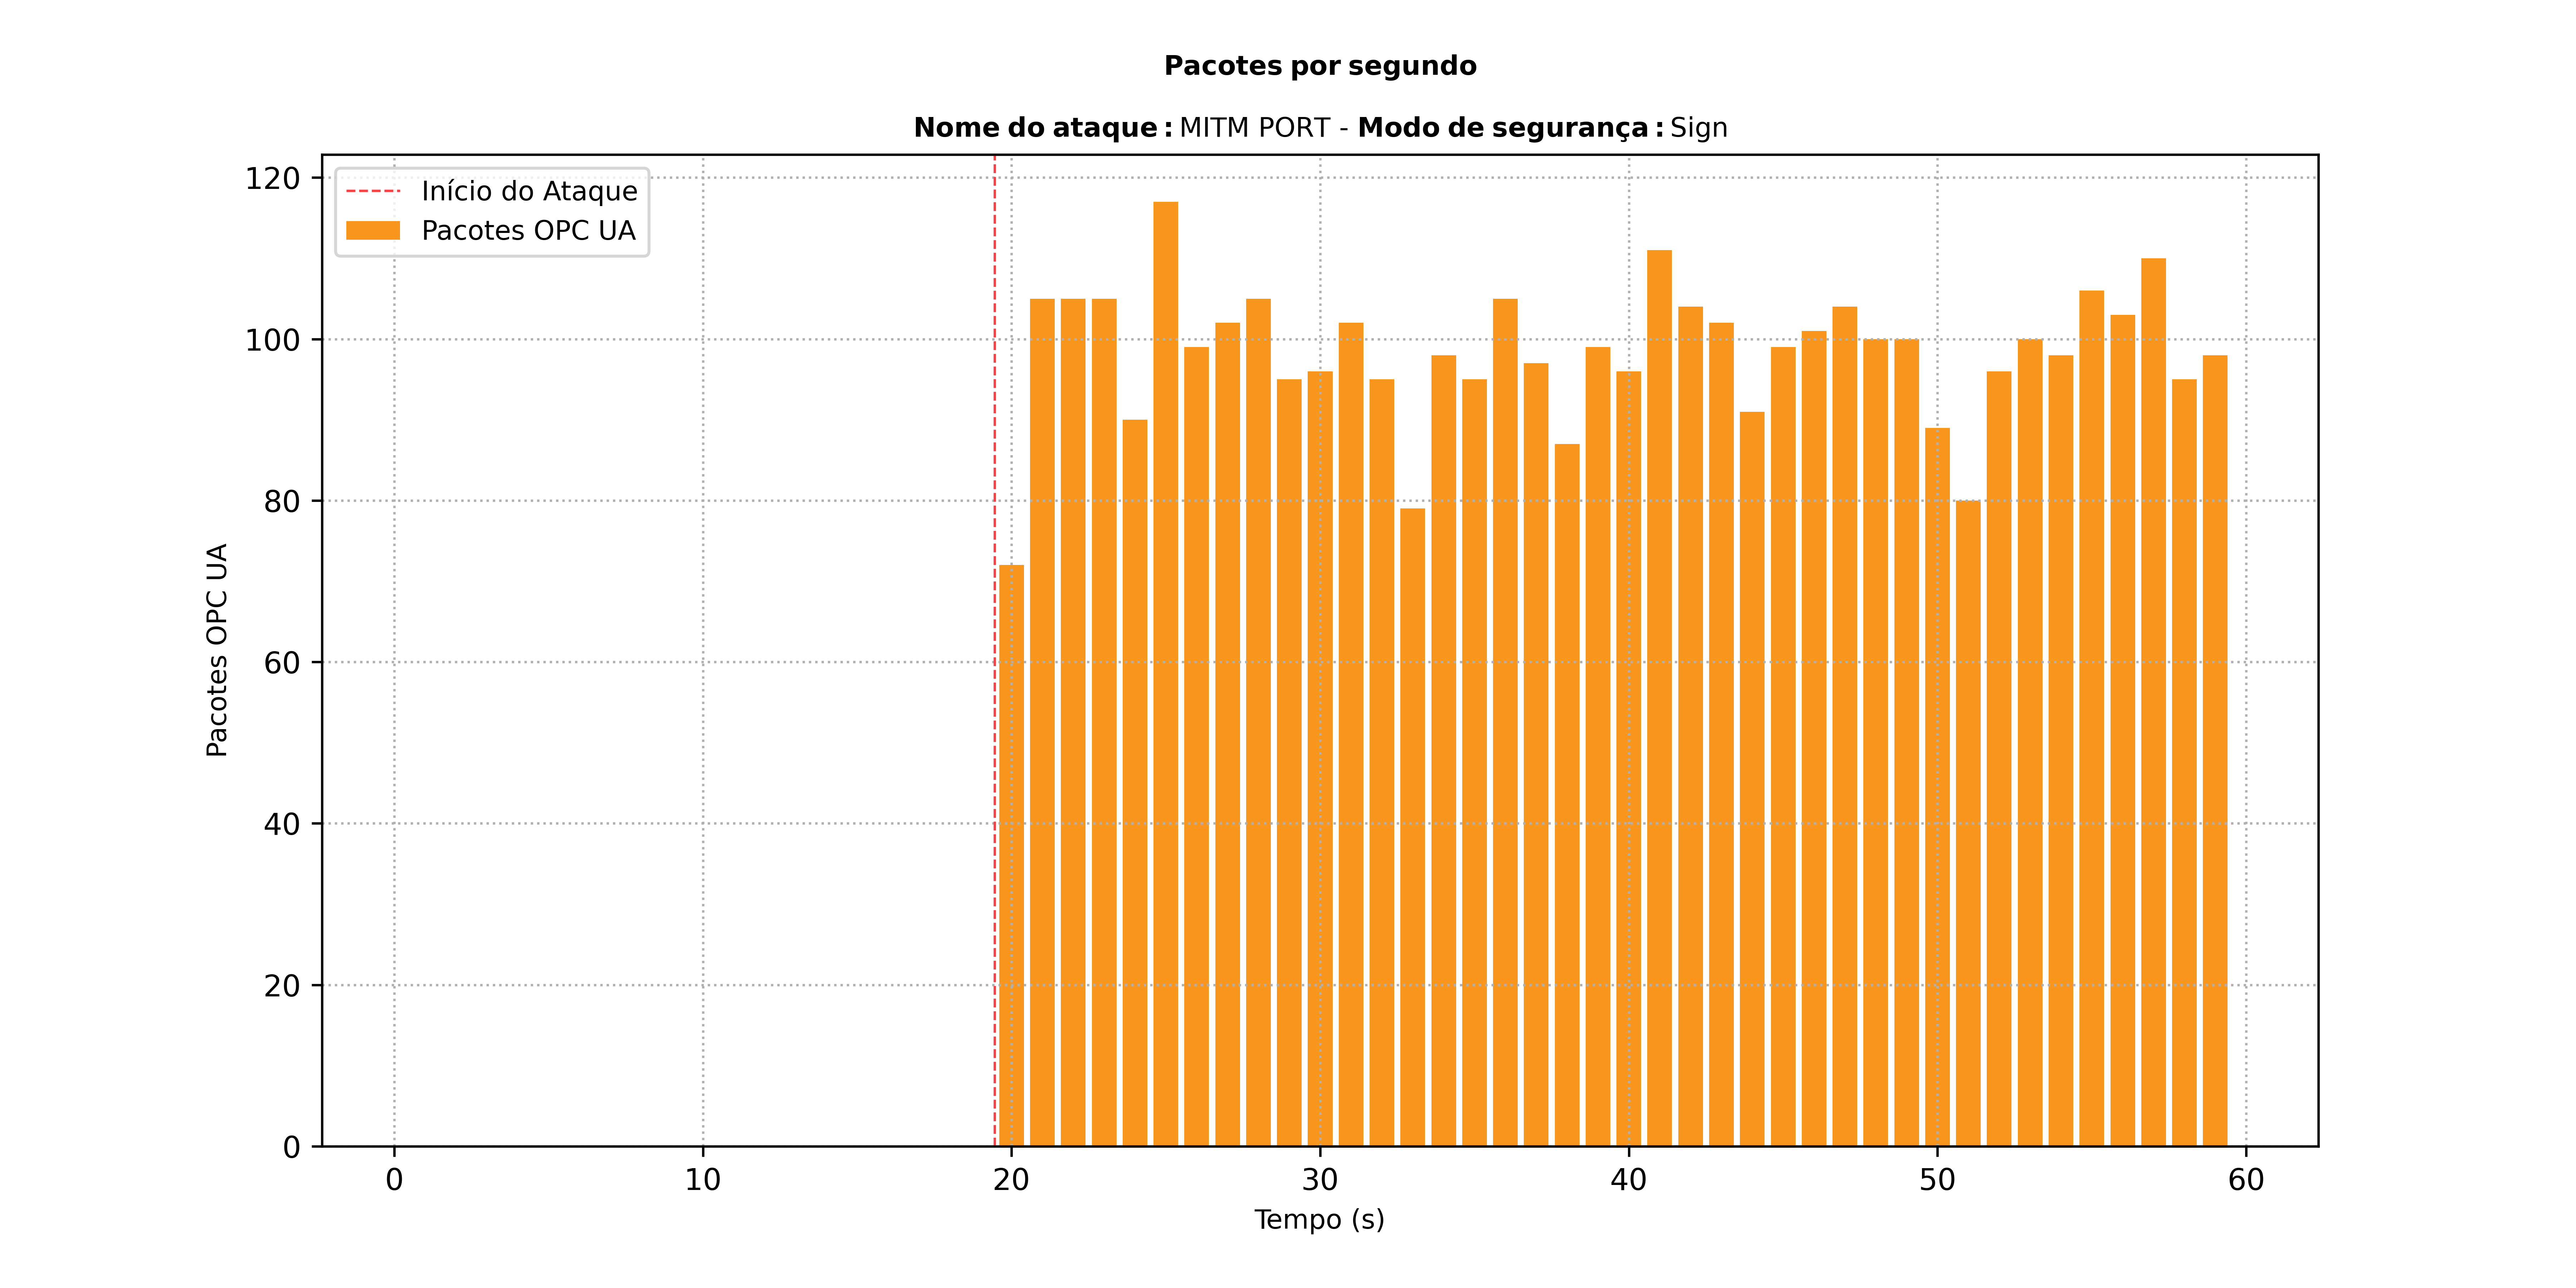 Pacotes por segundo
Nome do ataque: MITM PORT - Modo de segurança: Sign
Início do Ataque
Pacotes OPC UA
120
100
80
60
40
20
0
Pacotes OPC UA
0 10 20 30 40 50 60
Tempo (s)